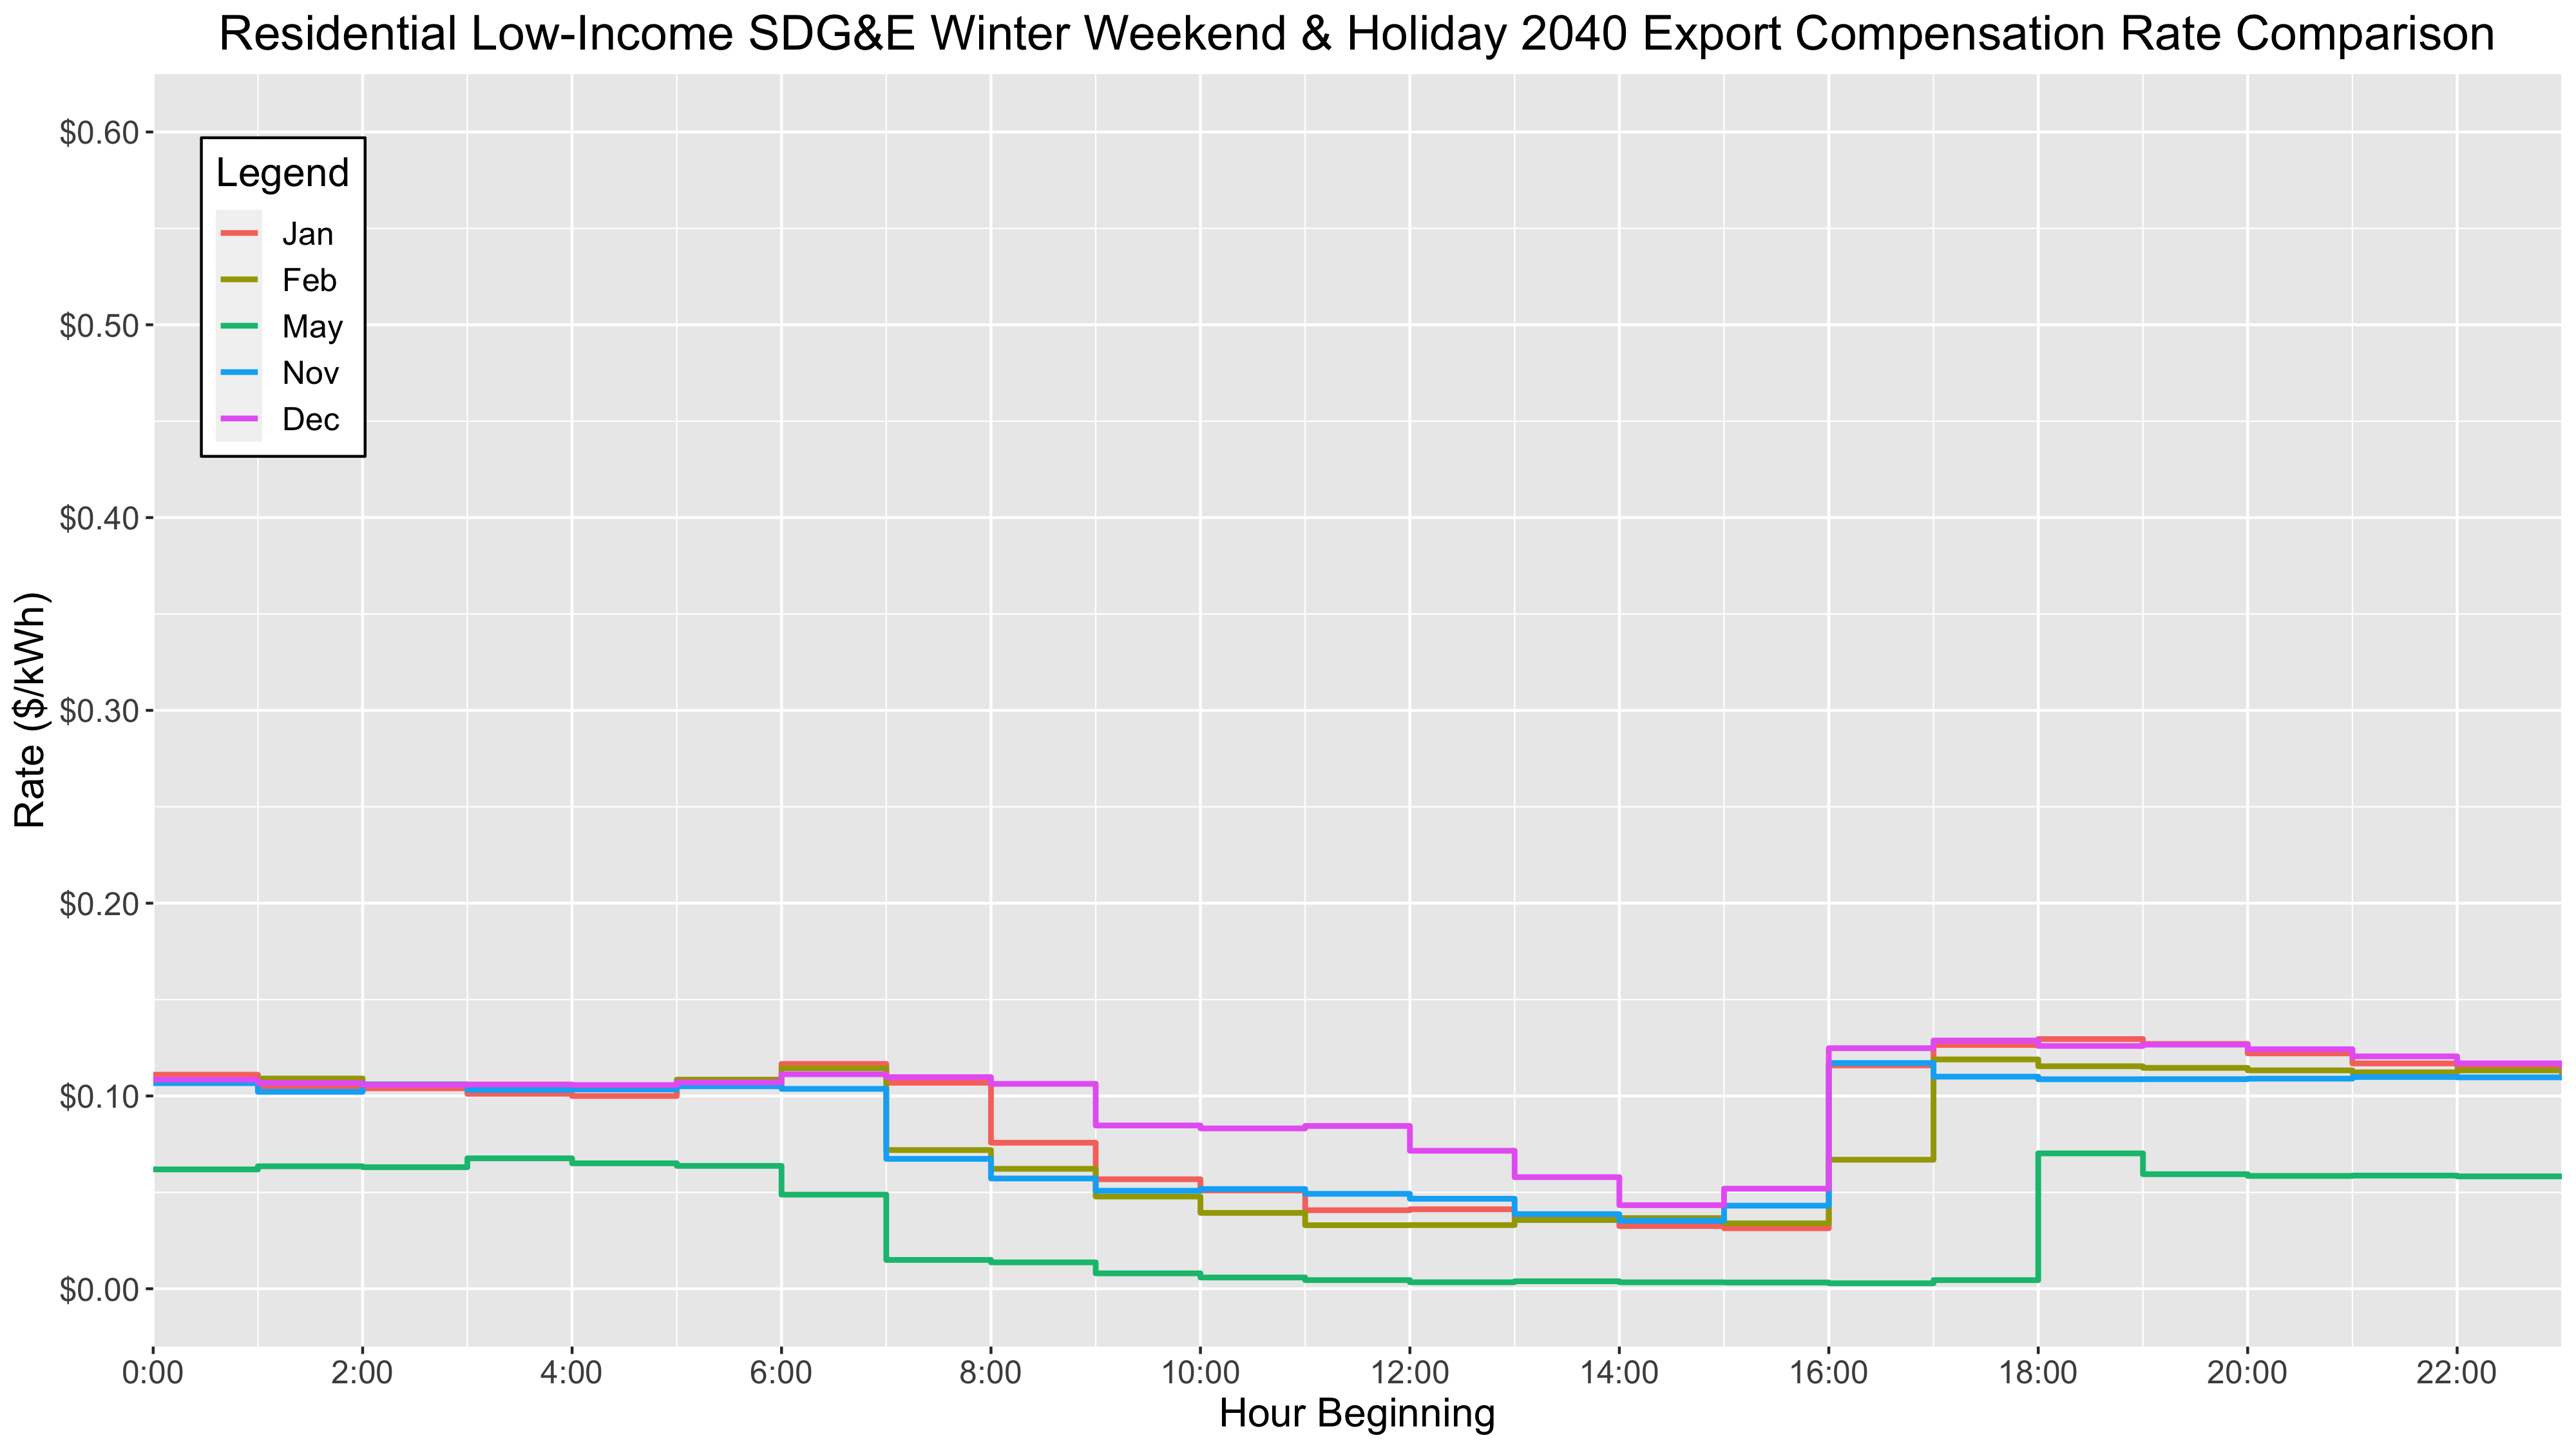 Residential Low-Income SDG&E Winter Weekend & Holiday 2040 Export Compensation Rate Comparison
$0.60
$0.50
$0.40
$0.30
$0.20
$0.10
$0.00
Rate ($/kWh)
Legend
Jan
Feb
May
Nov
Dec
0:00 2:00 4:00 6:00 8:00 10:00 12:00 14:00 16:00 18:00 20:00 22:00
Hour Beginning